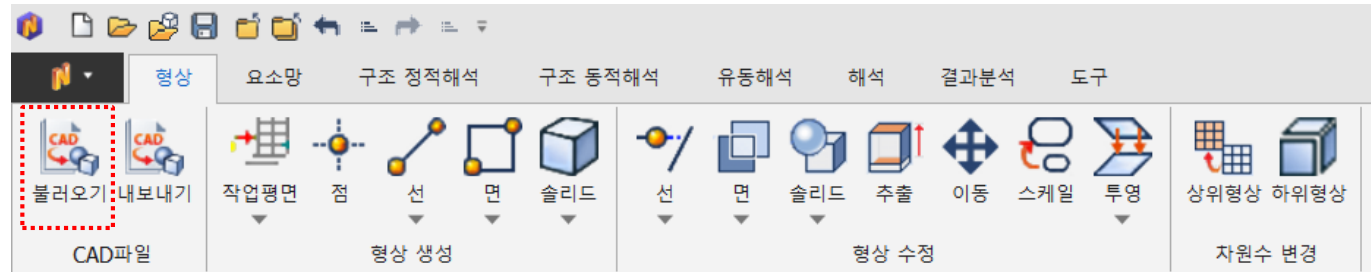 형상 요소망 구조 정적해석 구조 동적해석 유동해석 해석 결과분석 도구
CAD CAD
불러오기 내보내기 작업평면 점 선 면 솔리드 선 면 솔리드 추출 이동 스케일 투영 상위형상 하위형상
CAD파일 형상 생성 형상 수정 차원수 변경